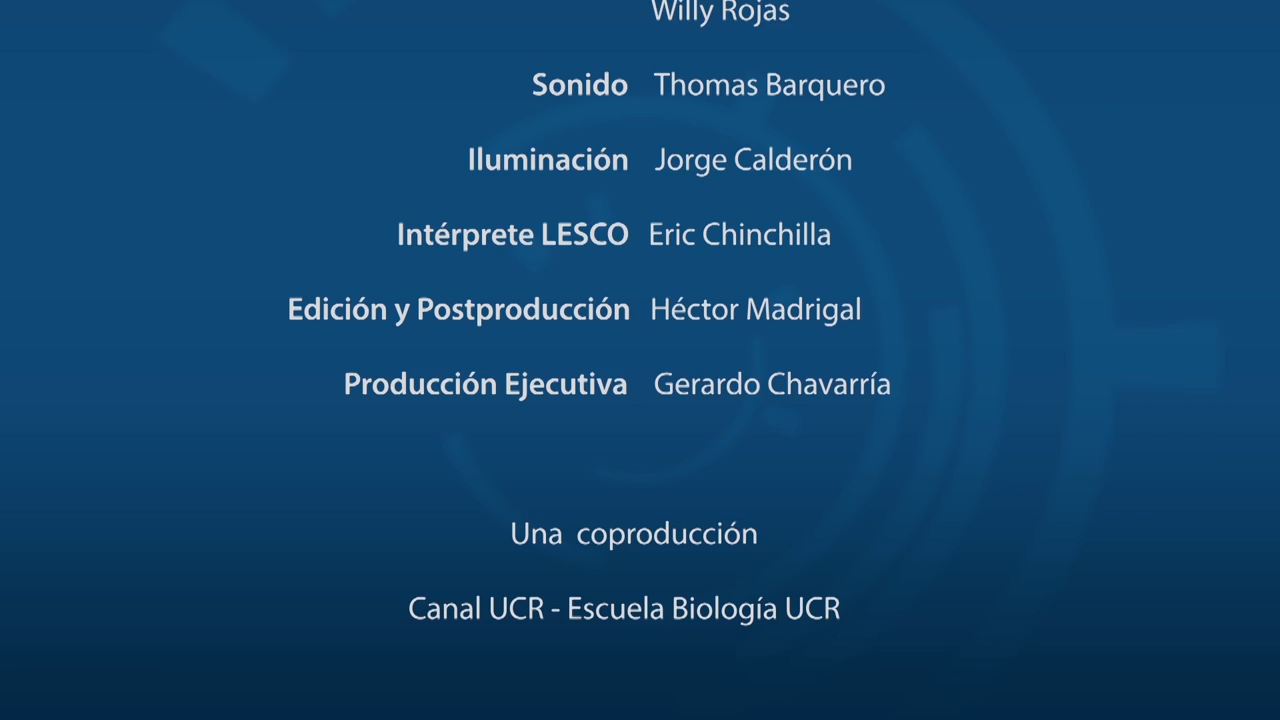 Willy Rojas
Sonido Thomas Barquero
Iluminación Jorge Calderón
Intérprete LESCO Eric Chinchilla
Edición y Postproducción Héctor Madrigal
Producción Ejecutiva Gerardo Chavarría
Una coproducción
Canal UCR - Escuela Biología UCR